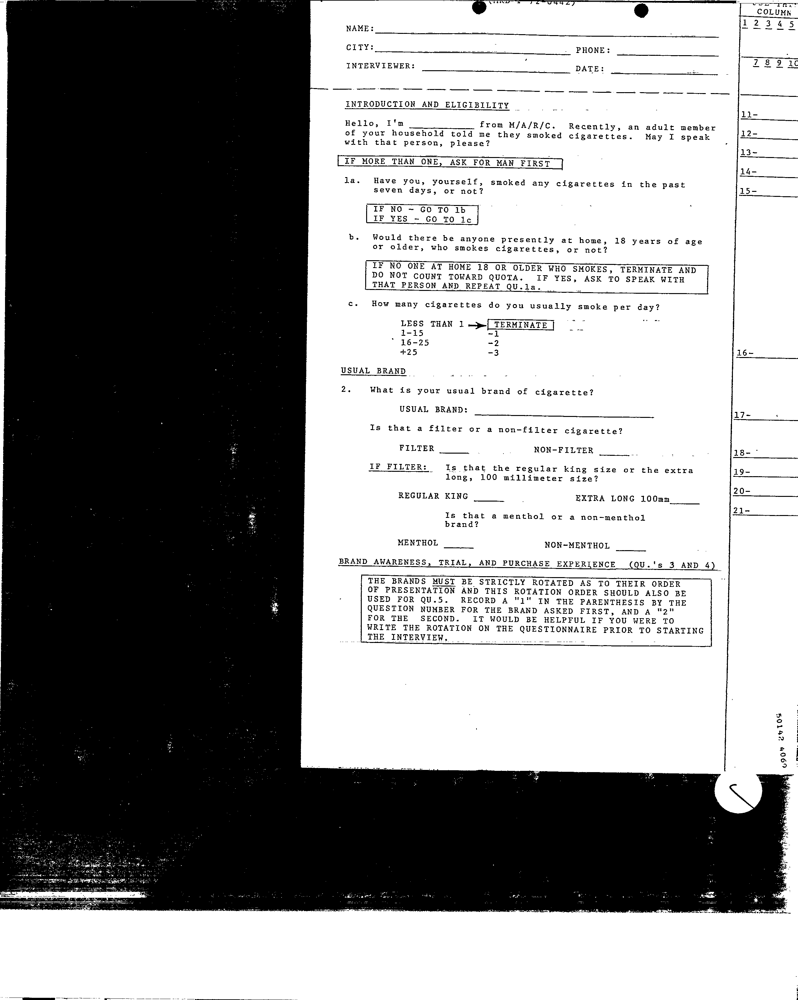 COLUMN
1 2 3 4 5
NAME:
CITY: PHONE:
INTERVIEWER: DATE:
7 8 9 10
INTRODUCTION AND ELIGIBILITY
11-
Hello, I'm __________ from M/A/R/C. Recently, an adult member
of your household told me they smoked cigarettes. May I speak
with that person, please?
12-
13-
IF MORE THAN ONE, ASK FOR MAN FIRST
14-
1a. Have you, yourself, smoked any cigarettes in the past
seven days, or not?
15-
IF NO - GO TO 1b
IF YES - GO TO 1c
b. Would there be anyone presently at home, 18 years of age
or older, who smokes cigarettes, or not?
IF NO ONE AT HOME 18 OR OLDER WHO SMOKES, TERMINATE AND
DO NOT COUNT TOWARD QUOTA. IF YES, ASK TO SPEAK WITH
THAT PERSON AND REPEAT QU.1a.
c. How many cigarettes do you usually smoke per day?
LESS THAN 1 → TERMINATE
1-15 -1
16-25 -2
+25 -3
16-
USUAL BRAND
2. What is your usual brand of cigarette?
USUAL BRAND:
17-
Is that a filter or a non-filter cigarette?
FILTER _____ NON-FILTER _____
18-
IF FILTER: Is that the regular king size or the extra
long, 100 millimeter size?
19-
REGULAR KING _____ EXTRA LONG 100mm_____
20-
Is that a menthol or a non-menthol
brand?
21-
MENTHOL _____ NON-MENTHOL _____
BRAND AWARENESS, TRIAL, AND PURCHASE EXPERIENCE (QU.'s 3 AND 4)
THE BRANDS MUST BE STRICTLY ROTATED AS TO THEIR ORDER
OF PRESENTATION AND THIS ROTATION ORDER SHOULD ALSO BE
USED FOR QU.5. RECORD A "1" IN THE PARENTHESIS BY THE
QUESTION NUMBER FOR THE BRAND ASKED FIRST, AND A "2"
FOR THE SECOND. IT WOULD BE HELPFUL IF YOU WERE TO
WRITE THE ROTATION ON THE QUESTIONNAIRE PRIOR TO STARTING
THE INTERVIEW.
50142 4069